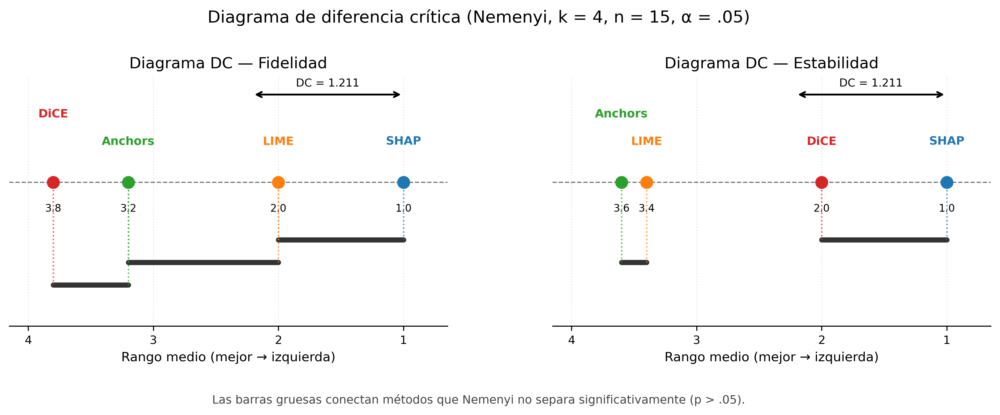 Diagrama de diferencia crítica (Nemenyi, k = 4, n = 15, α = .05)
Diagrama DC — Fidelidad
DC = 1.211
DiCE
Anchors
LIME
SHAP
3.8
3.2
2.0
1.0
4
3
2
1
Rango medio (mejor → izquierda)
Diagrama DC — Estabilidad
DC = 1.211
Anchors
LIME
DiCE
SHAP
3.6
3.4
2.0
1.0
4
3
2
1
Rango medio (mejor → izquierda)
Las barras gruesas conectan métodos que Nemenyi no separa significativamente (p > .05).